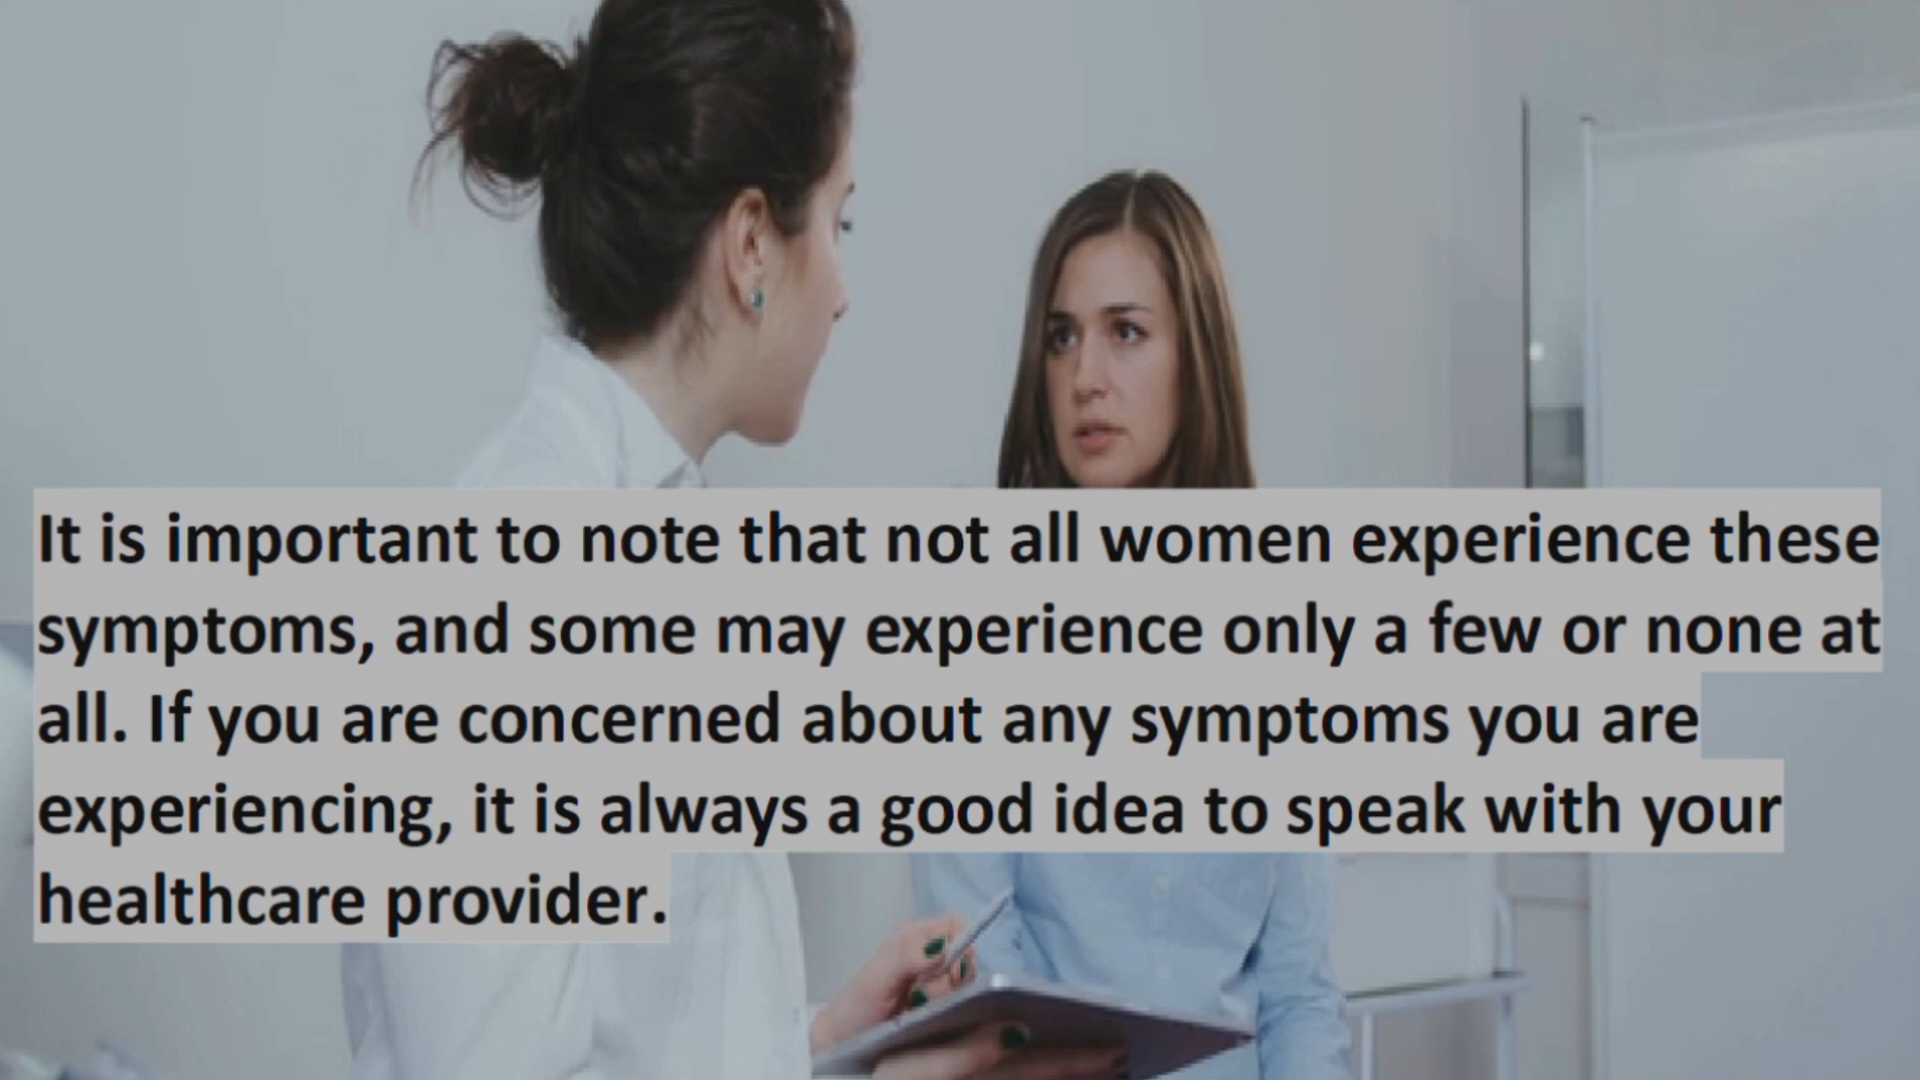 It is important to note that not all women experience these
symptoms, and some may experience only a few or none at
all. If you are concerned about any symptoms you are
experiencing, it is always a good idea to speak with your
healthcare provider.